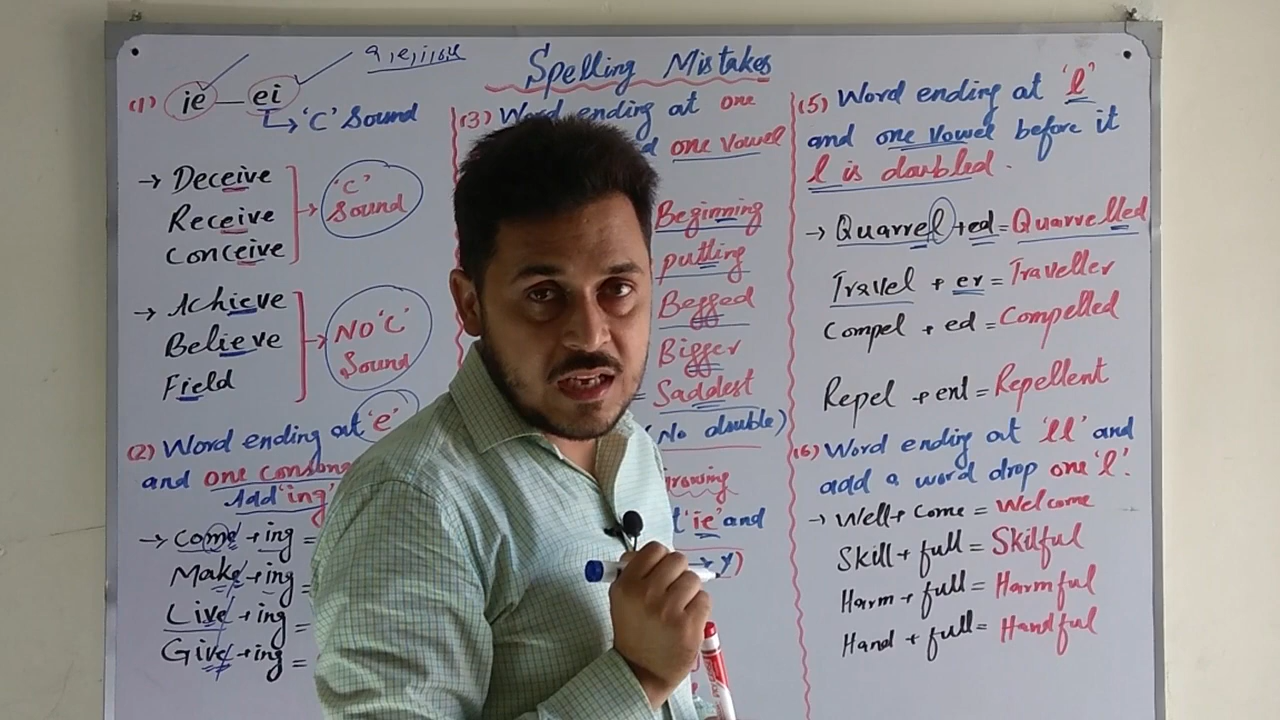 Spelling Mistakes
(1) ie — ei
a, e, i, o, u
→ 'C' Sound
→ Deceive
Receive
Conceive
→ 'C' Sound
→ Achieve
Believe
Field
→ NO 'C' Sound
(2) Word ending at 'e'
and one conson
Add 'ing'
→ Come + ing =
Make + ing =
Live + ing =
Give + ing =
(3) Word ending at one
one vowel
Beginning
putting
Begged
Bigger
= Saddest
(No double)
rowing
'ie' and
y)
(5) Word ending at 'l'
and one vowel before it
l is doubled.
→ Quarrel + ed = Quarrelled
Travel + er = Traveller
Compel + ed = Compelled
Repel + ent = Repellent
(6) Word ending at 'll' and
add a word drop one 'l'.
→ Well + Come = Welcome
Skill + full = Skilful
Harm + full = Harmful
Hand + full = Handful